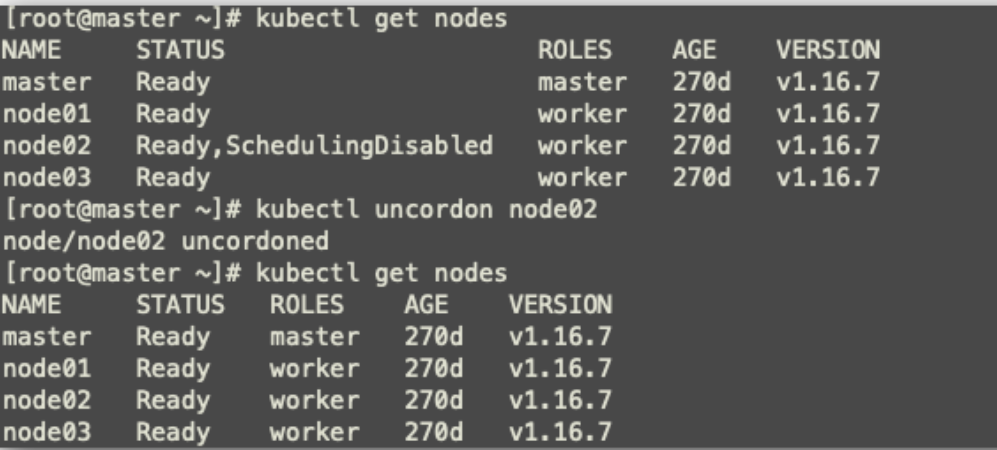 [root@master ~]# kubectl get nodes
NAME     STATUS                     ROLES    AGE    VERSION
master   Ready                      master   270d   v1.16.7
node01   Ready                      worker   270d   v1.16.7
node02   Ready,SchedulingDisabled   worker   270d   v1.16.7
node03   Ready                      worker   270d   v1.16.7
[root@master ~]# kubectl uncordon node02
node/node02 uncordoned
[root@master ~]# kubectl get nodes
NAME     STATUS   ROLES    AGE    VERSION
master   Ready    master   270d   v1.16.7
node01   Ready    worker   270d   v1.16.7
node02   Ready    worker   270d   v1.16.7
node03   Ready    worker   270d   v1.16.7